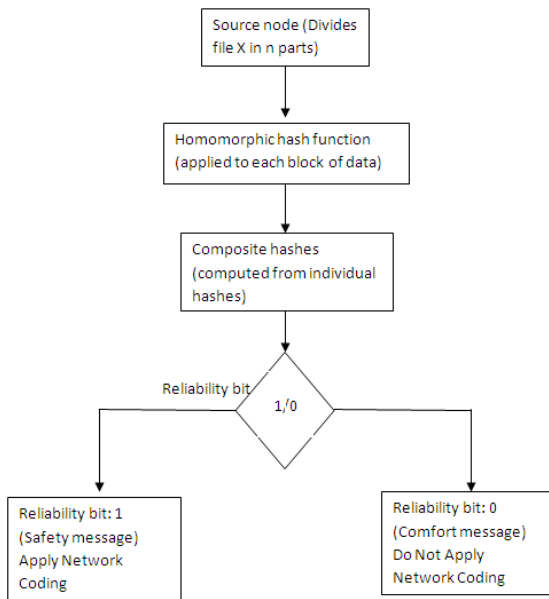 Source node (Divides
file X in n parts)
Homomorphic hash function
(applied to each block of data)
Composite hashes
(computed from individual
hashes)
Reliability bit
1/0
Reliability bit: 1
(Safety message)
Apply Network
Coding
Reliability bit: 0
(Comfort message)
Do Not Apply
Network Coding